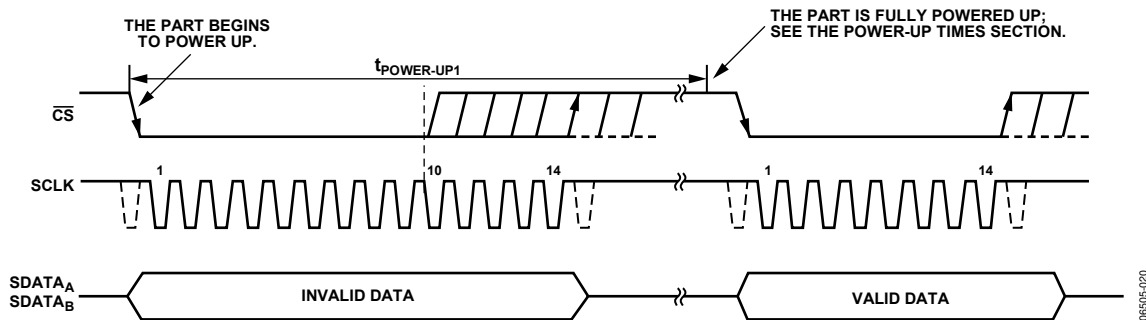 THE PART BEGINS
TO POWER UP.
THE PART IS FULLY POWERED UP;
SEE THE POWER-UP TIMES SECTION.
tPOWER-UP1
CS
SCLK
1
10
14
1
14
SDATAA
SDATAB
INVALID DATA
VALID DATA
06505-020